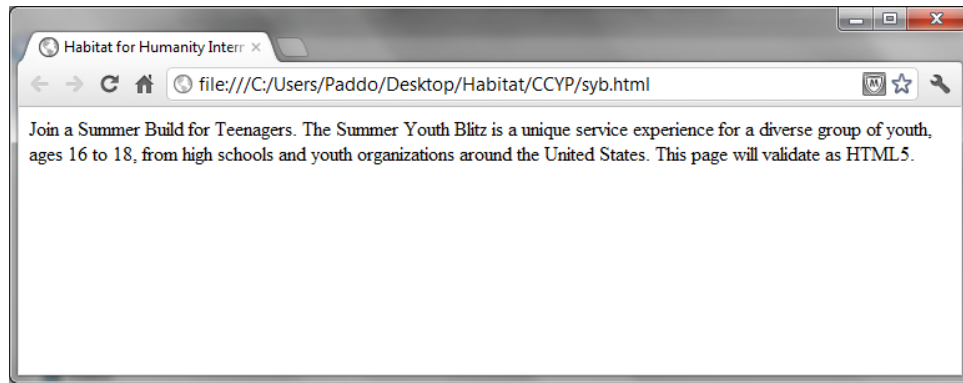 Habitat for Humanity Interr
file:///C:/Users/Paddo/Desktop/Habitat/CCYP/syb.html
Join a Summer Build for Teenagers. The Summer Youth Blitz is a unique service experience for a diverse group of youth,
ages 16 to 18, from high schools and youth organizations around the United States. This page will validate as HTML5.